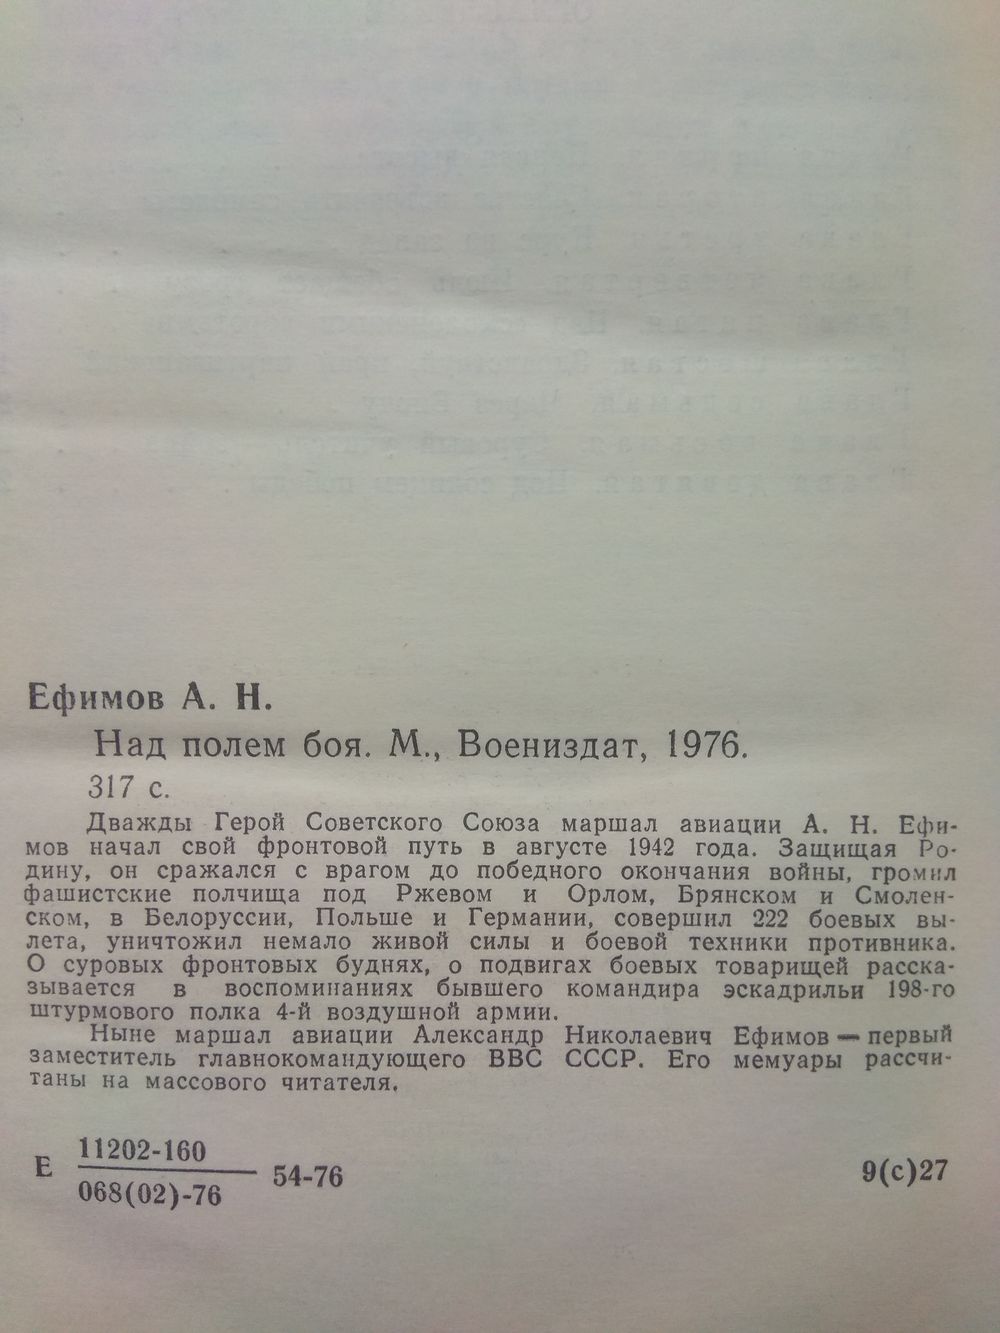 Ефимов А. Н.
Над полем боя. М., Воениздат, 1976.
317 с.
Дважды Герой Советского Союза маршал авиации А. Н. Ефи-
мов начал свой фронтовой путь в августе 1942 года. Защищая Ро-
дину, он сражался с врагом до победного окончания войны, громил
фашистские полчища под Ржевом и Орлом, Брянском и Смолен-
ском, в Белоруссии, Польше и Германии, совершил 222 боевых вы-
лета, уничтожил немало живой силы и боевой техники противника.
О суровых фронтовых буднях, о подвигах боевых товарищей расска-
зывается в воспоминаниях бывшего командира эскадрильи 198-го
штурмового полка 4-й воздушной армии.
Ныне маршал авиации Александр Николаевич Ефимов — первый
заместитель главнокомандующего ВВС СССР. Его мемуары рассчи-
таны на массового читателя.
Е 11202-160
068(02)-76 54-76 9(с)27